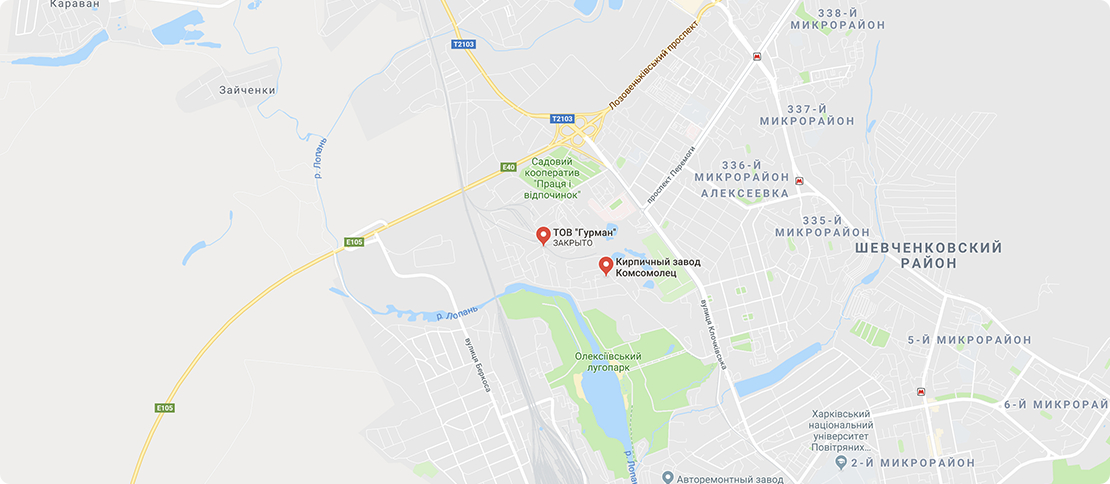 Караван
338-Й
МИКРОРАЙОН
T2103
Лозовеньківський проспект
Зайченки
337-Й
МИКРОРАЙОН
T2103
р. Лопань
E40
Садовий
кооператив
"Праця і
відпочинок"
проспект Перемоги
336-Й
МИКРОРАЙОН
АЛЕКСЕЕВКА
335-Й
МИКРОРАЙОН
E105
ТОВ "Гурман"
ЗАКРЫТО
ШЕВЧЕНКОВСКИЙ
РАЙОН
Кирпичный завод
Комсомолец
р. Лопань
вулиця Беркоса
вулиця Клочківська
5-Й МИКРОРАЙОН
Олексіївський
лугопарк
E105
6-Й МИКРОРАЙ
Харківський
національний
університет
Повітряних...
2-Й МИКРОРАЙОН
р. Лопань
Авторемонтный завод